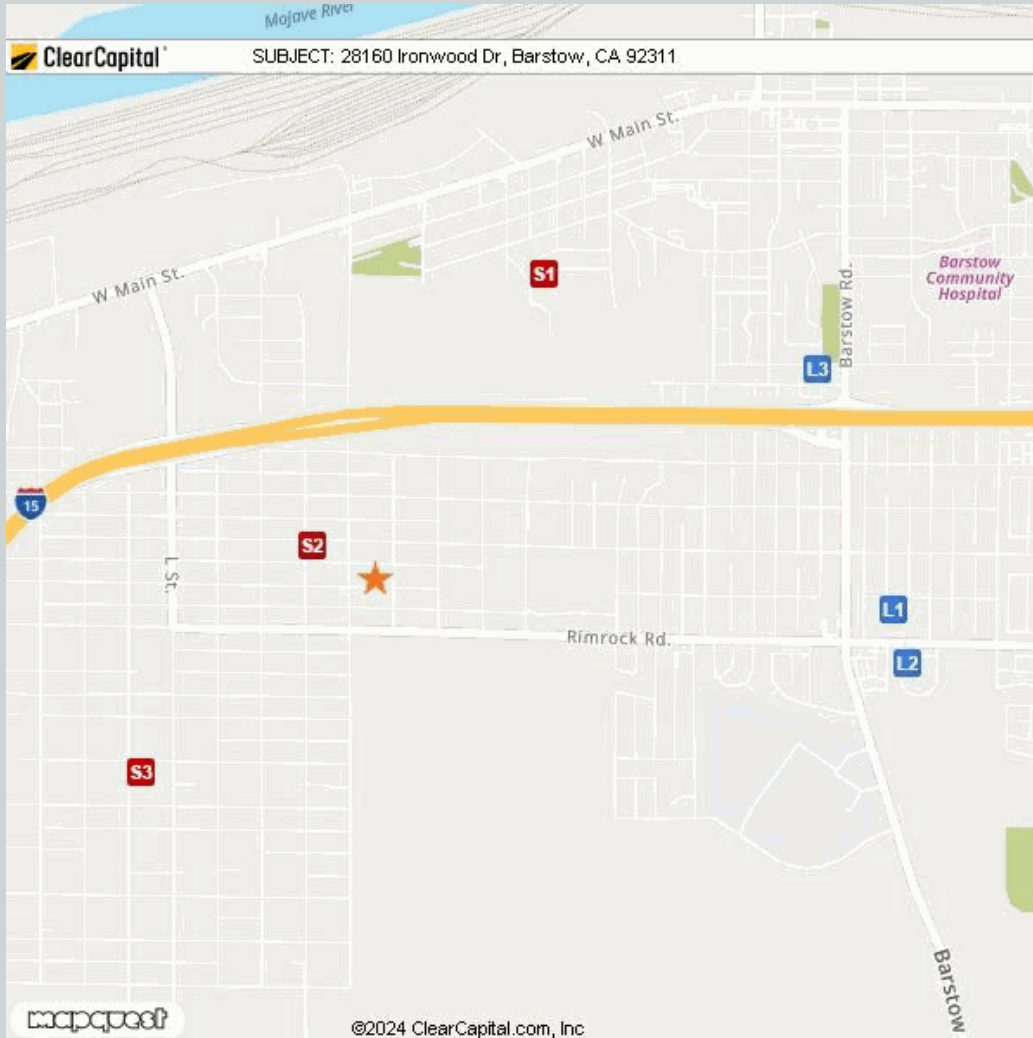 Mojave River
ClearCapital
SUBJECT: 28160 Ironwood Dr, Barstow, CA 92311
W Main St.
S1
Barstow
Community
Hospital
W Main St.
Barstow Rd.
L3
15
S2
L St.
L1
Rimrock Rd.
L2
S3
Barstow
mapquest
©2024 ClearCapital.com, Inc